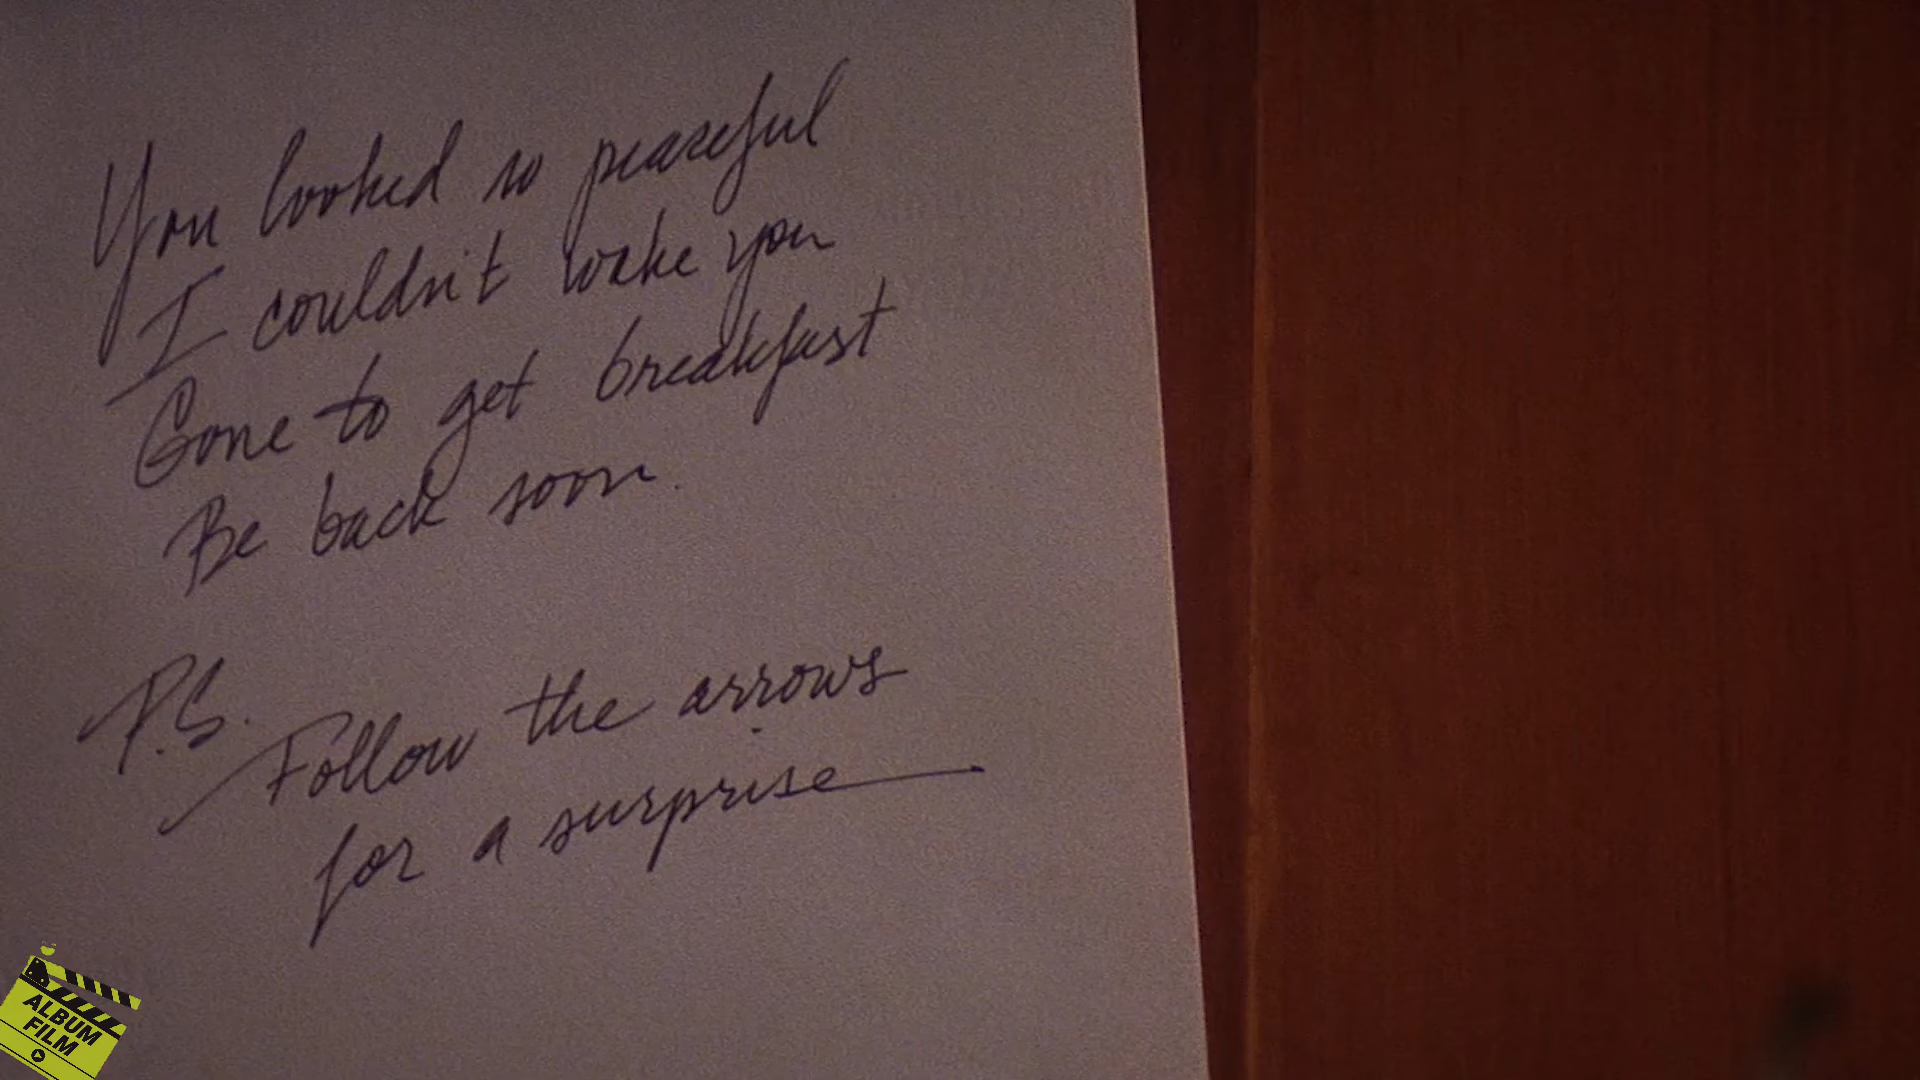 You looked so peaceful
I couldn't wake you
Gone to get breakfast
Be back soon.
P.S. Follow the arrows
for a surprise
ALBUM
FILM